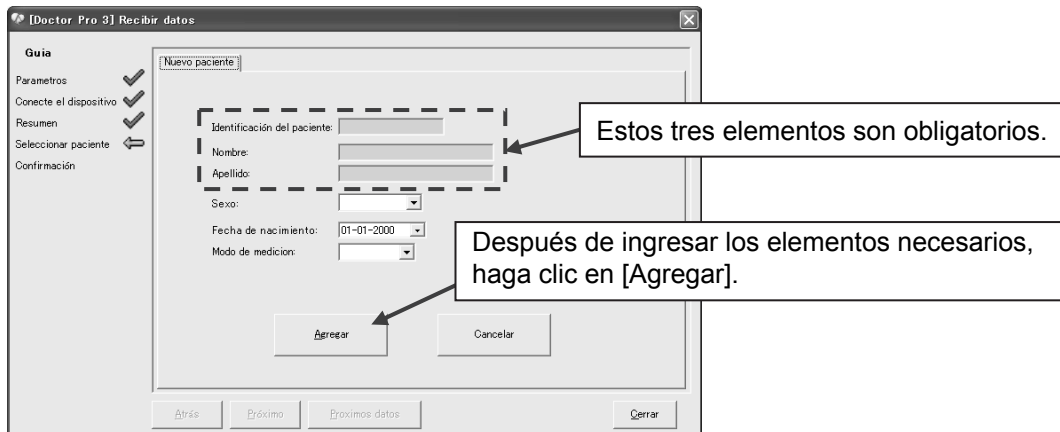 [Doctor Pro 3] Recibir datos
Guia
Parametros
Conecte el dispositivo
Resumen
Seleccionar paciente
Confirmación
Nuevo paciente
Identificación del paciente:
Nombre:
Apellido:
Sexo:
Fecha de nacimiento: 01-01-2000
Modo de medicion:
Agregar Cancelar
Atrás Próximo Proximos datos Cerrar
Estos tres elementos son obligatorios.
Después de ingresar los elementos necesarios,
haga clic en [Agregar].